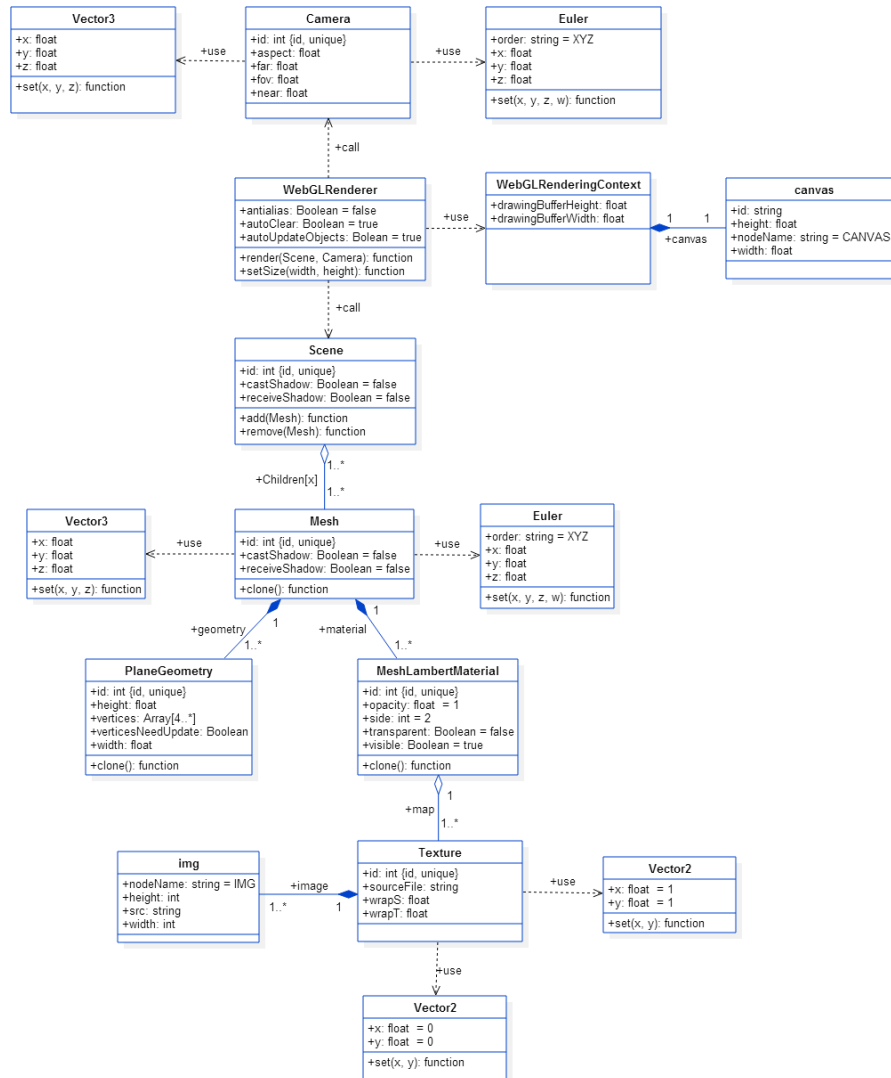 Vector3
+x: float
+y: float
+z: float
+set(x, y, z): function
+use
Camera
+id: int {id, unique}
+aspect: float
+far: float
+fov: float
+near: float
+use
Euler
+order: string = XYZ
+x: float
+y: float
+z: float
+set(x, y, z, w): function
+call
WebGLRenderer
+antialias: Boolean = false
+autoClear: Boolean = true
+autoUpdateObjects: Bolean = true
+render(Scene, Camera): function
+setSize(width, height): function
+use
WebGLRenderingContext
+drawingBufferHeight: float
+drawingBufferWidth: float
1
1
+canvas
canvas
+id: string
+height: float
+nodeName: string = CANVAS
+width: float
+call
Scene
+id: int {id, unique}
+castShadow: Boolean = false
+receiveShadow: Boolean = false
+add(Mesh): function
+remove(Mesh): function
1..*
+Children[x]
1..*
Vector3
+x: float
+y: float
+z: float
+set(x, y, z): function
+use
Mesh
+id: int {id, unique}
+castShadow: Boolean = false
+receiveShadow: Boolean = false
+clone(): function
+use
Euler
+order: string = XYZ
+x: float
+y: float
+z: float
+set(x, y, z, w): function
1
+geometry
1..*
1
+material
1..*
PlaneGeometry
+id: int {id, unique}
+height: float
+vertices: Array[4..*]
+verticesNeedUpdate: Boolean
+width: float
+clone(): function
MeshLambertMaterial
+id: int {id, unique}
+opacity: float = 1
+side: int = 2
+transparent: Boolean = false
+visible: Boolean = true
+clone(): function
1
+map
1..*
img
+nodeName: string = IMG
+height: int
+src: string
+width: int
+image
1..*
1
Texture
+id: int {id, unique}
+sourceFile: string
+wrapS: float
+wrapT: float
+use
Vector2
+x: float = 1
+y: float = 1
+set(x, y): function
+use
Vector2
+x: float = 0
+y: float = 0
+set(x, y): function